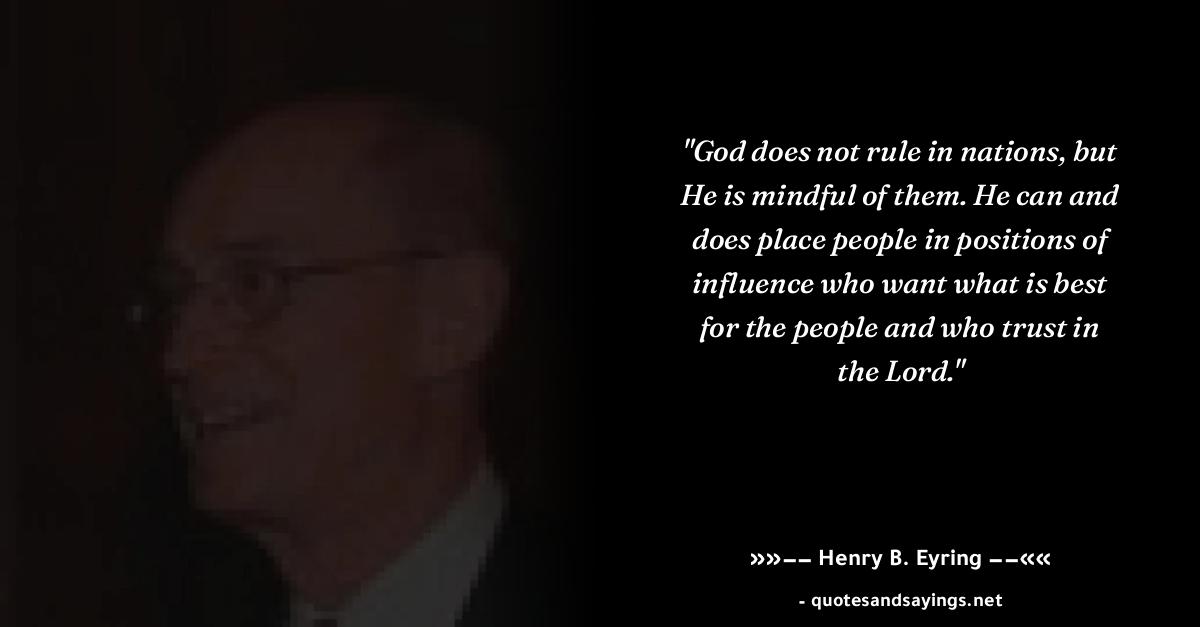 "God does not rule in nations, but
He is mindful of them. He can and
does place people in positions of
influence who want what is best
for the people and who trust in
the Lord."
»»-- Henry B. Eyring --««
- quotesandsayings.net